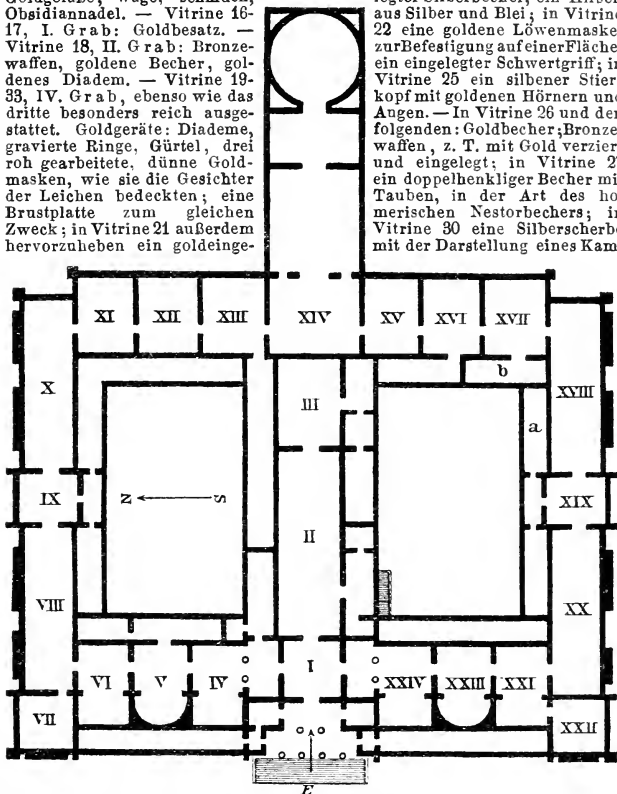 Obsidiannadel. — Vitrine 16-
17, I. Grab: Goldbesatz. —
Vitrine 18, II. Grab: Bronze-
waffen, goldene Becher, gol-
denes Diadem. — Vitrine 19-
33, IV. Grab, ebenso wie das
dritte besonders reich ausge-
stattet. Goldgeräte: Diademe,
gravierte Ringe, Gürtel, drei
roh gearbeitete, dünne Gold-
masken, wie sie die Gesichter
der Leichen bedeckten; eine
Brustplatte zum gleichen
Zweck; in Vitrine 21 außerdem
hervorzuheben ein goldeinge-
aus Silber und Blei; in Vitrine
22 eine goldene Löwenmaske
zur Befestigung auf einer Fläche
ein eingelegter Schwertgriff; in
Vitrine 25 ein silbener Stier-
kopf mit goldenen Hörnern und
Augen. — In Vitrine 26 und den
folgenden: Goldbecher; Bronze-
waffen, z. T. mit Gold verziert
und eingelegt; in Vitrine 27
ein doppelhenkliger Becher mit
Tauben, in der Art des ho-
merischen Nestorbechers; in
Vitrine 30 eine Silberscherbe
mit der Darstellung eines Kam-
XI XII XIII XIV XV XVI XVII
b
X III XVIII
a
IX N S XIX
II
VIII XX
I
VI V IV XXIV XXIII XXI
VII XXII
E